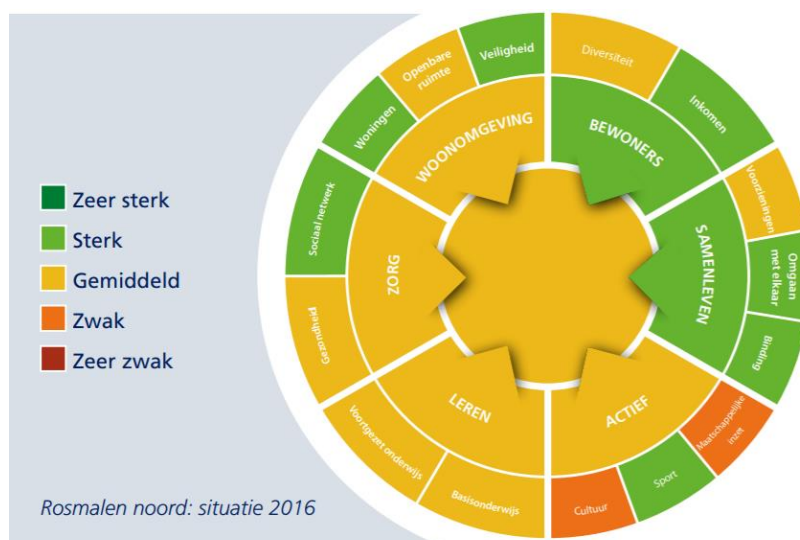 Zeer sterk
Sterk
Gemiddeld
Zwak
Zeer zwak
Rosmalen noord: situatie 2016
Diversiteit
Inkomen
BEWONERS
Voorzieningen
Omgaan
met elkaar
Binding
SAMENLEVEN
Maatschappelijke
inzet
Sport
Cultuur
ACTIEF
Basisonderwijs
Voortgezet onderwijs
LEREN
Gezondheid
Sociaal netwerk
ZORG
Woningen
Openbare
ruimte
Veiligheid
WOONOMGEVING